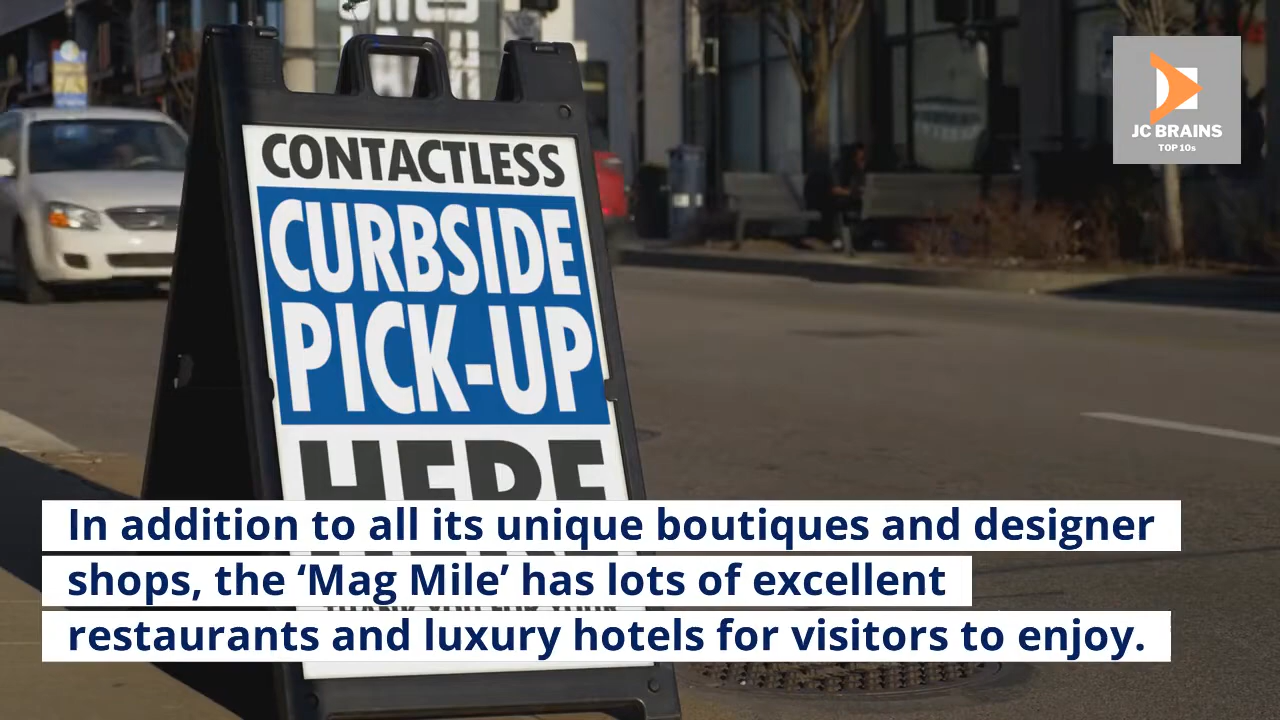 CONTACTLESS
CURBSIDE
PICK-UP
HERE
JC BRAINS
TOP 10s
In addition to all its unique boutiques and designer
shops, the ‘Mag Mile’ has lots of excellent
restaurants and luxury hotels for visitors to enjoy.